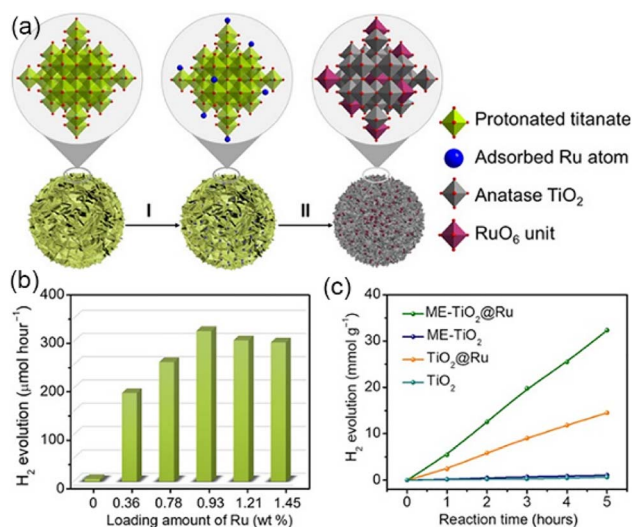 (a)
I
II
Protonated titanate
Adsorbed Ru atom
Anatase TiO₂
RuO₆ unit
(b)
H₂ evolution (μmol hour⁻¹)
400
300
200
100
0
0 0.36 0.78 0.93 1.21 1.45
Loading amount of Ru (wt %)
(c)
H₂ evolution (mmol g⁻¹)
40
30
20
10
0
ME-TiO₂@Ru
ME-TiO₂
TiO₂@Ru
TiO₂
0 1 2 3 4 5
Reaction time (hours)